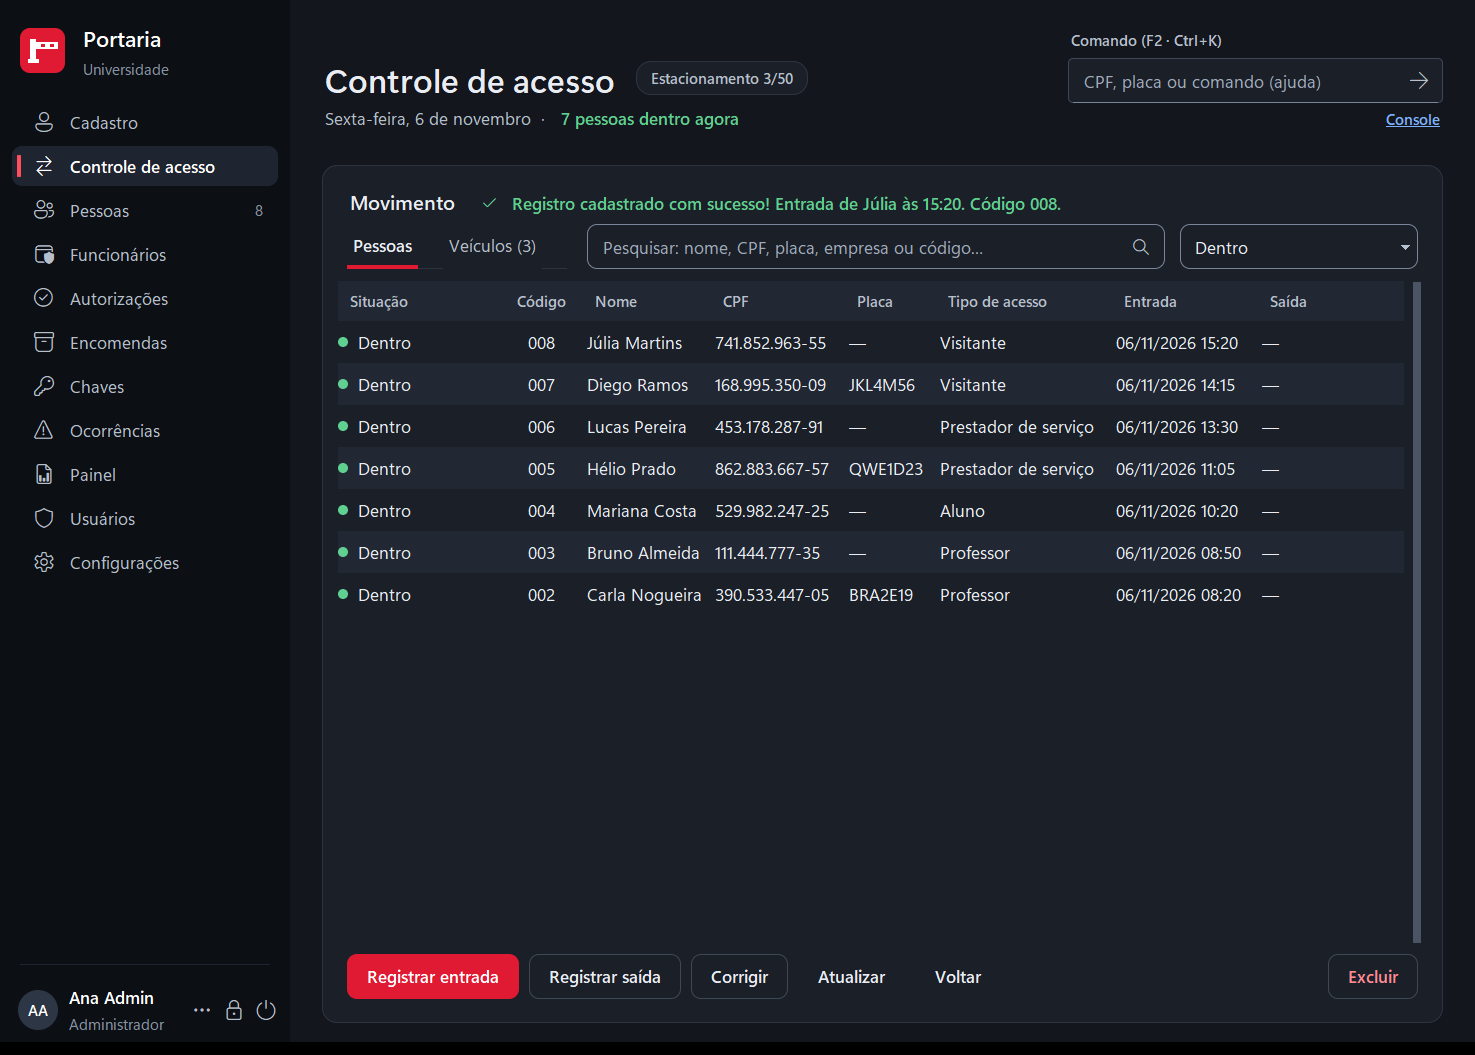 Portaria
Universidade
Cadastro
Controle de acesso
Pessoas 8
Funcionários
Autorizações
Encomendas
Chaves
Ocorrências
Painel
Usuários
Configurações
AA
Ana Admin
Administrador
Controle de acesso
Estacionamento 3/50
Sexta-feira, 6 de novembro · 7 pessoas dentro agora
Comando (F2 · Ctrl+K)
CPF, placa ou comando (ajuda)
Console
Movimento
Registro cadastrado com sucesso! Entrada de Júlia às 15:20. Código 008.
Pessoas Veículos (3)
Pesquisar: nome, CPF, placa, empresa ou código...
Dentro
Situação Código Nome CPF Placa Tipo de acesso Entrada Saída
Dentro 008 Júlia Martins 741.852.963-55 — Visitante 06/11/2026 15:20 —
Dentro 007 Diego Ramos 168.995.350-09 JKL4M56 Visitante 06/11/2026 14:15 —
Dentro 006 Lucas Pereira 453.178.287-91 — Prestador de serviço 06/11/2026 13:30 —
Dentro 005 Hélio Prado 862.883.667-57 QWE1D23 Prestador de serviço 06/11/2026 11:05 —
Dentro 004 Mariana Costa 529.982.247-25 — Aluno 06/11/2026 10:20 —
Dentro 003 Bruno Almeida 111.444.777-35 — Professor 06/11/2026 08:50 —
Dentro 002 Carla Nogueira 390.533.447-05 BRA2E19 Professor 06/11/2026 08:20 —
Registrar entrada Registrar saída Corrigir Atualizar Voltar Excluir